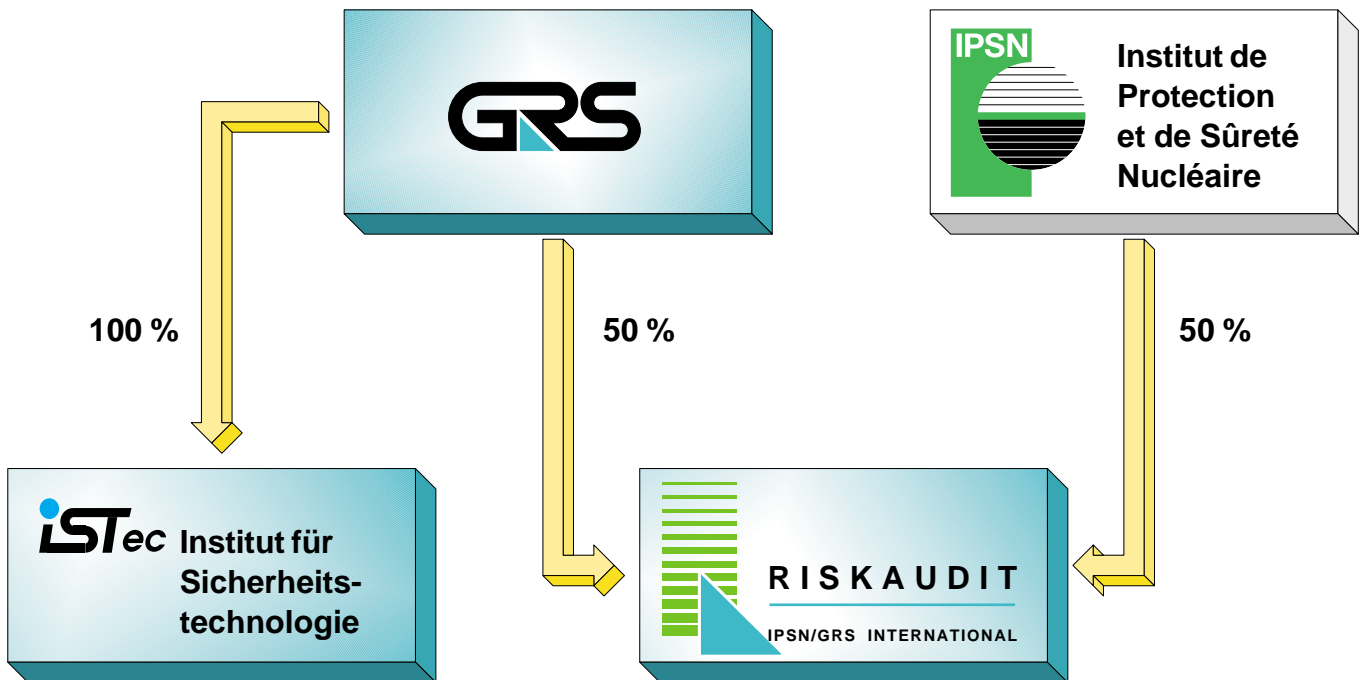 GRS
IPSN
Institut de
Protection
et de Sûreté
Nucléaire
100 %
50 %
50 %
iSTec
Institut für
Sicherheits-
technologie
RISKAUDIT
IPSN/GRS INTERNATIONAL